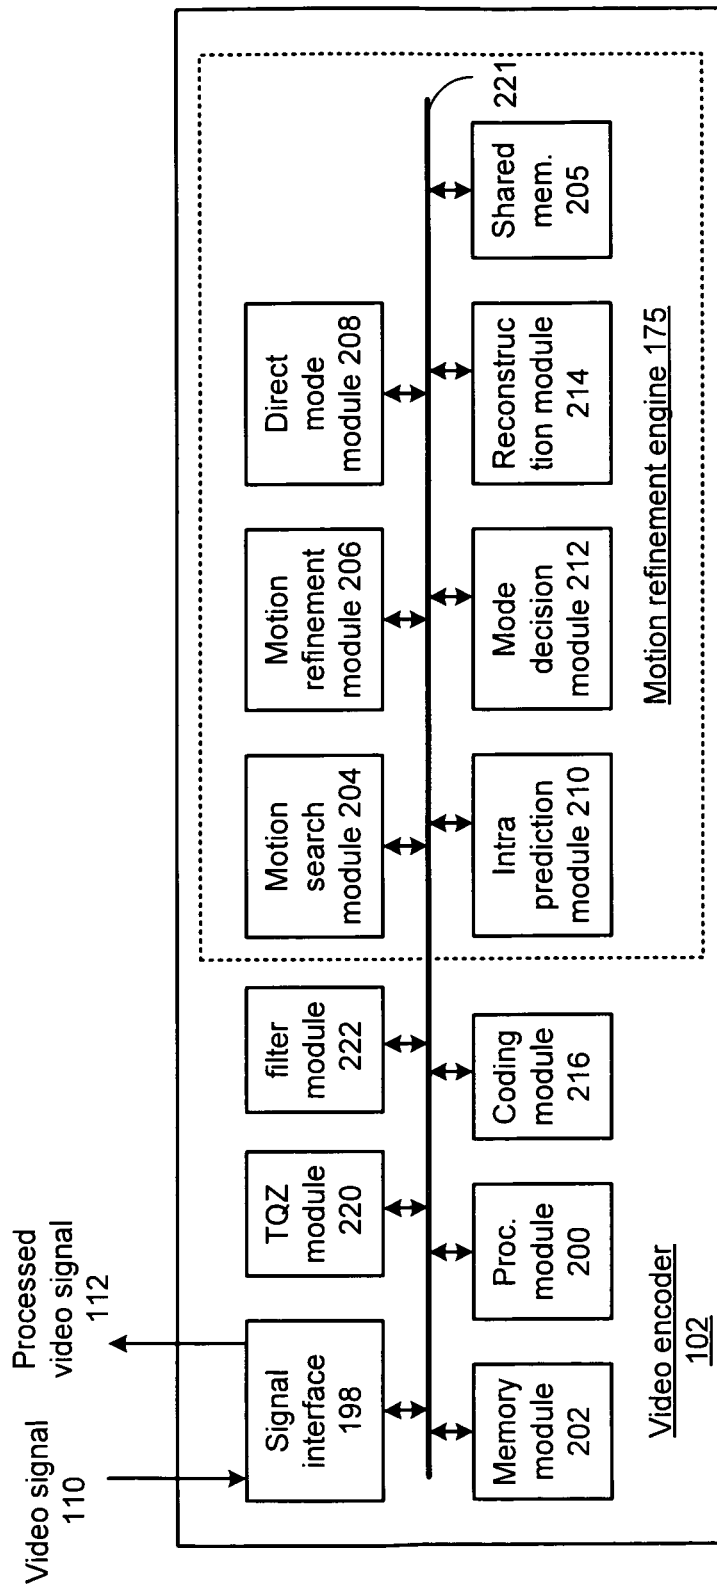 Video signal
110
Processed
video signal
112
Signal
interface
198
TQZ
module
220
filter
module
222
Motion
search
module 204
Motion
refinement
module 206
Direct
mode
module 208
221
Memory
module
202
Proc.
module
200
Coding
module
216
Intra
prediction
module 210
Mode
decision
module 212
Reconstruc
tion module
214
Shared
mem.
205
Video encoder
102
Motion refinement engine 175